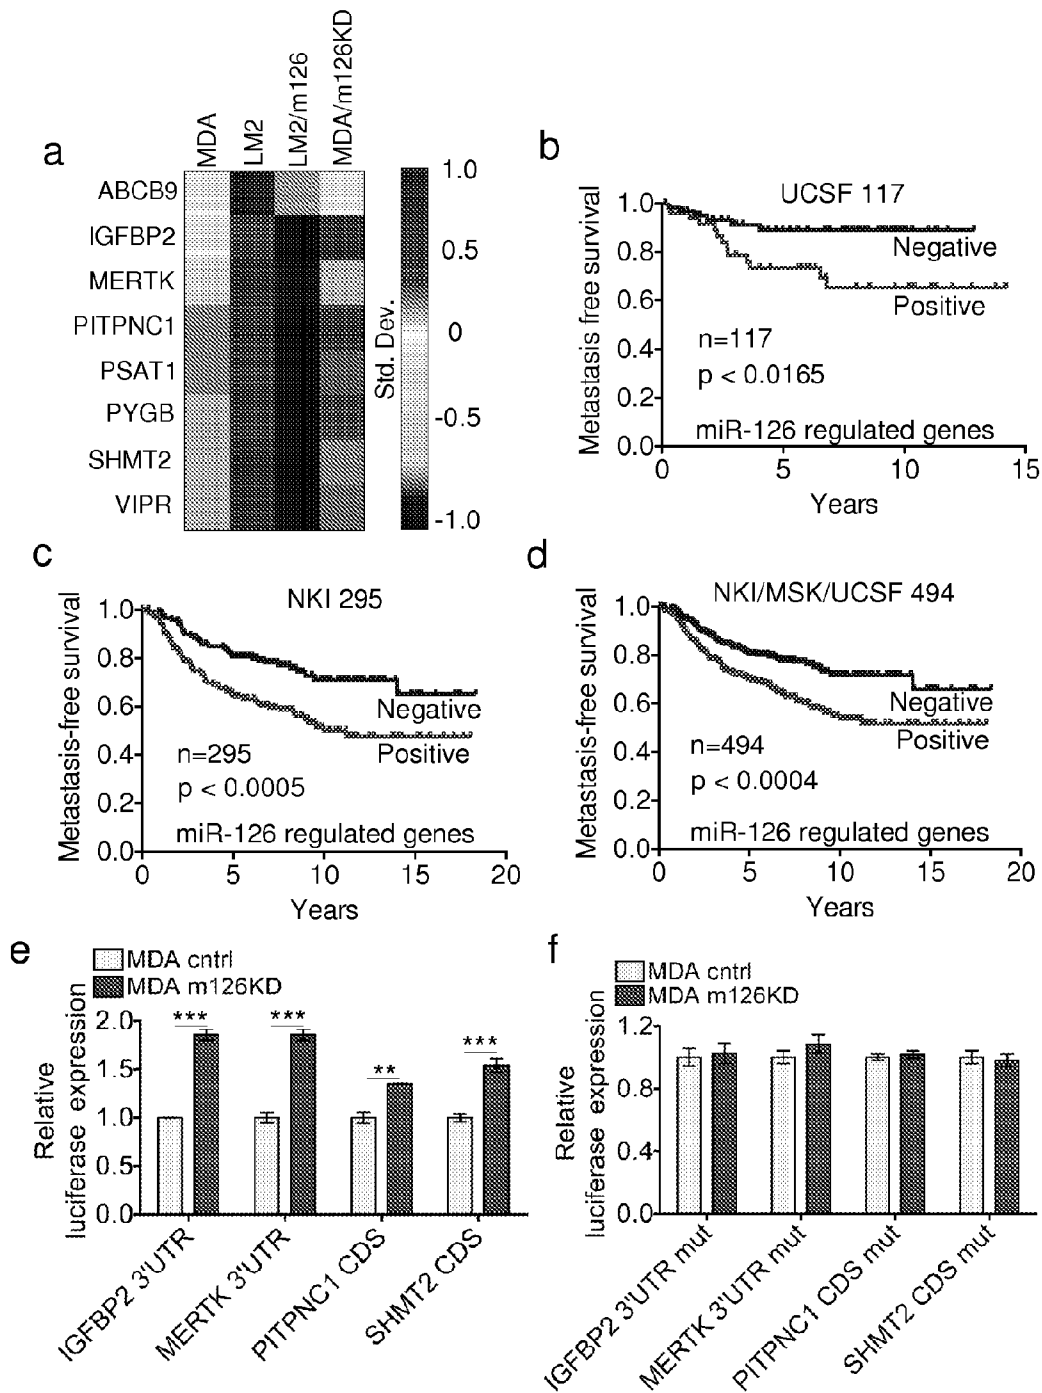 a
MDA
LM2
LM2/m126
MDA/m126KD
ABCB9
IGFBP2
MERTK
PITPNC1
PSAT1
PYGB
SHMT2
VIPR
Std. Dev.
1.0
0.5
0
-0.5
-1.0
b
UCSF 117
Metastasis free survival
1.0
0.8
0.6
0.4
0.2
0.0
Negative
Positive
n=117
p < 0.0165
miR-126 regulated genes
0 5 10 15
Years
c
NKI 295
Metastasis-free survival
1.0
0.8
0.6
0.4
0.2
0.0
Negative
Positive
n=295
p < 0.0005
miR-126 regulated genes
0 5 10 15 20
Years
d
NKI/MSK/UCSF 494
Metastasis-free survival
1.0
0.8
0.6
0.4
0.2
0.0
Negative
Positive
n=494
p < 0.0004
miR-126 regulated genes
0 5 10 15 20
Years
e
MDA cntrl
MDA m126KD
Relative
luciferase expression
2.0
1.5
1.0
0.5
0.0
*** *** ** ***
IGFBP2 3'UTR
MERTK 3'UTR
PITPNC1 CDS
SHMT2 CDS
f
MDA cntrl
MDA m126KD
Relative
luciferase expression
1.2
0.8
0.4
0.0
IGFBP2 3'UTR mut
MERTK 3'UTR mut
PITPNC1 CDS mut
SHMT2 CDS mut